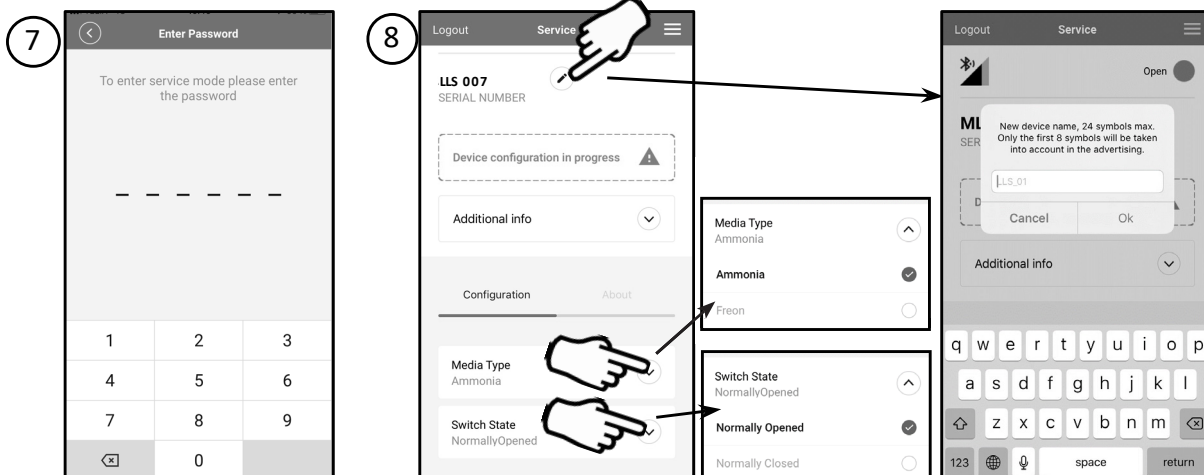 7
Enter Password
To enter service mode please enter
the password
1 2 3
4 5 6
7 8 9
0
8
Logout Service
LLS 007
SERIAL NUMBER
Device configuration in progress
Additional info
Configuration About
Media Type
Ammonia
Switch State
NormallyOpened
Media Type
Ammonia
Ammonia
Freon
Switch State
NormallyOpened
Normally Opened
Normally Closed
Logout Service
Open
ML
SER
New device name, 24 symbols max.
Only the first 8 symbols will be taken
into account in the advertising.
LLS_01
D
Cancel Ok
Additional info
q w e r t y u i o p
a s d f g h j k l
z x c v b n m
123 space return